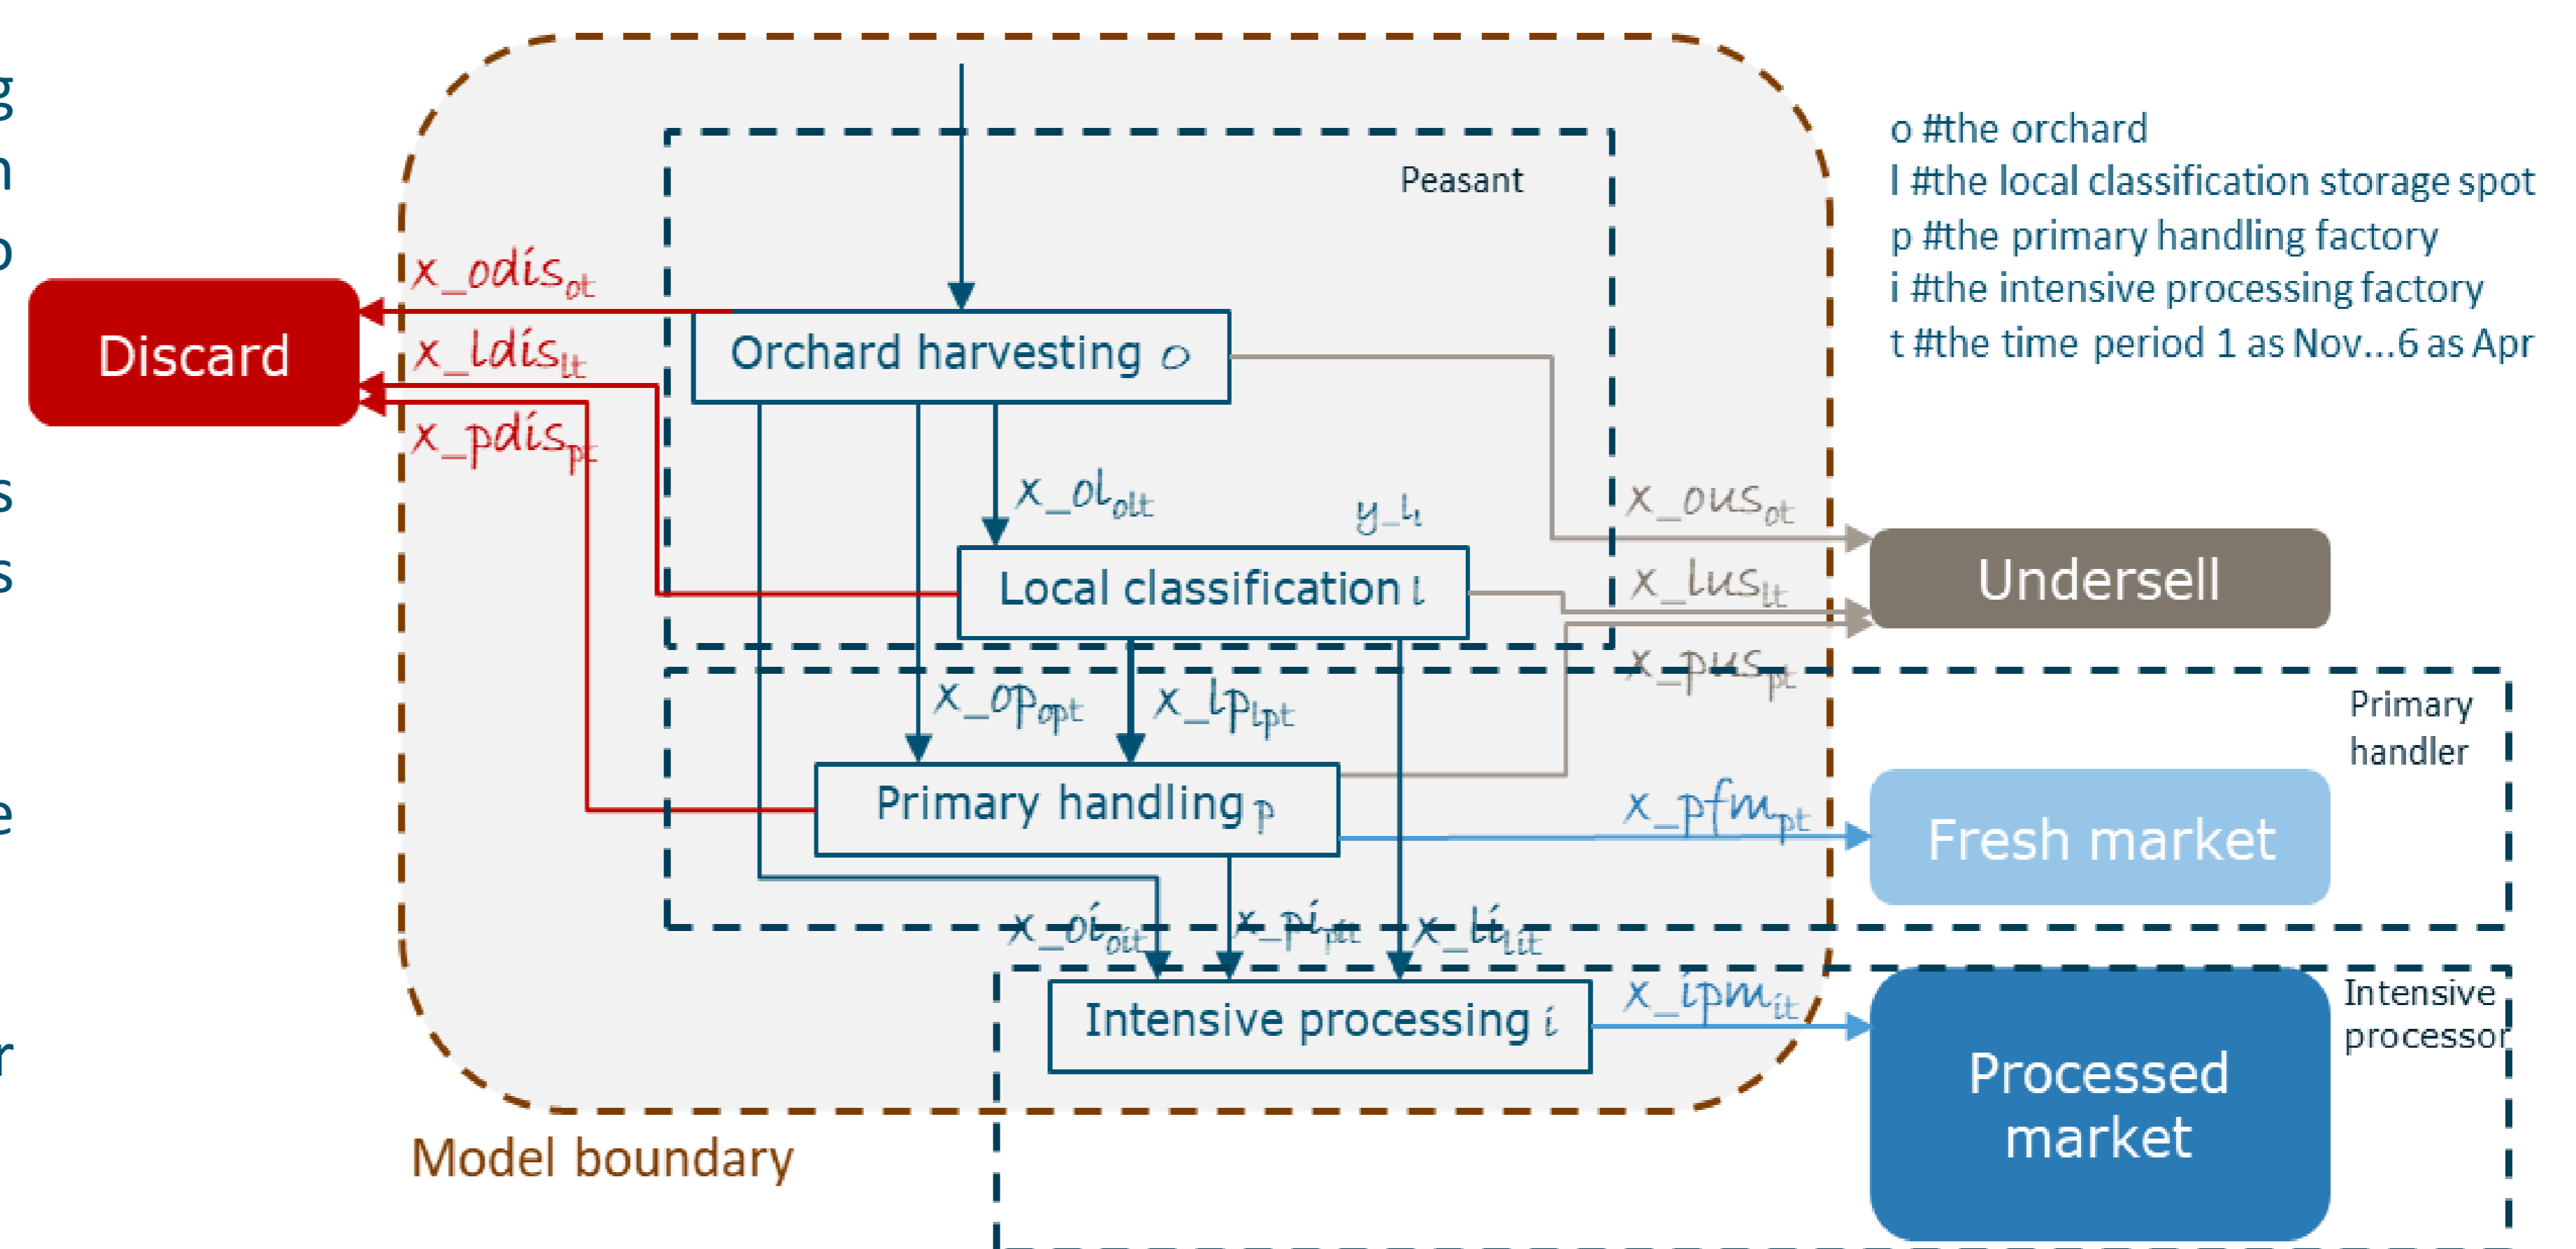 g
n
o
s
s
e
r
Peasant
o #the orchard
l #the local classification storage spot
p #the primary handling factory
i #the intensive processing factory
t #the time period 1 as Nov...6 as Apr
x_odis_ot
Discard
x_ldis_lt
x_pdis_pt
Orchard harvesting o
x_ol_olt
y_l_t
x_ous_ot
Local classification l
x_lus_lt
Undersell
x_pus_pt
x_op_opt
x_lp_lpt
Primary
handler
Primary handling p
x_pfm_pt
Fresh market
x_oi_oit
x_pi_pit
x_li_lit
Intensive processing i
x_ipm_it
Intensive
processor
Processed
market
Model boundary